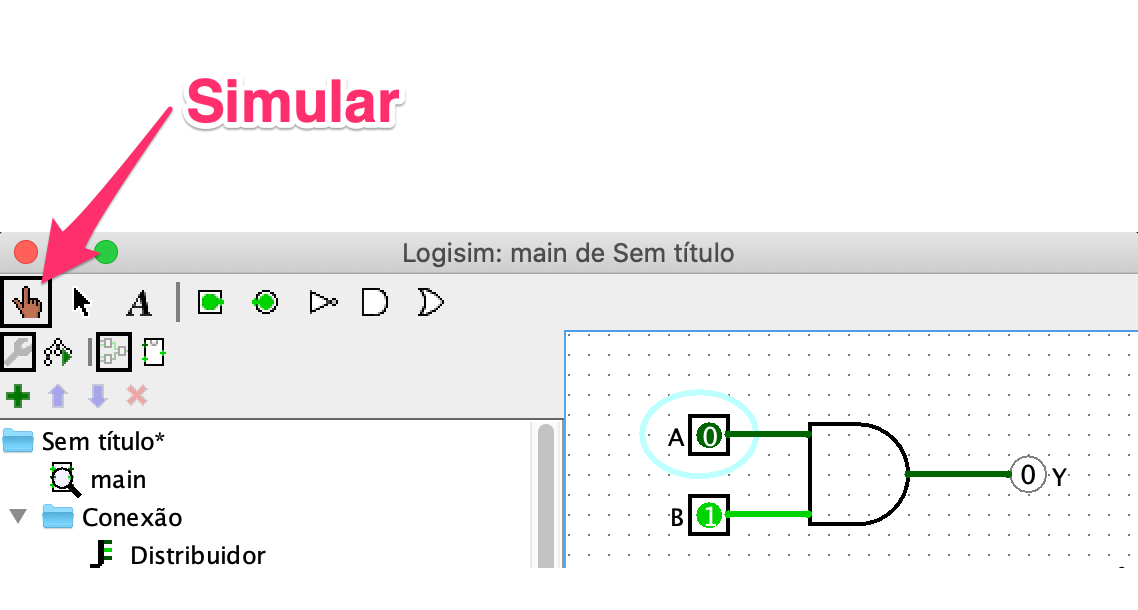 Simular
Logisim: main de Sem título
A
Sem título*
main
Conexão
Distribuidor
A 0
0 Y
B 1